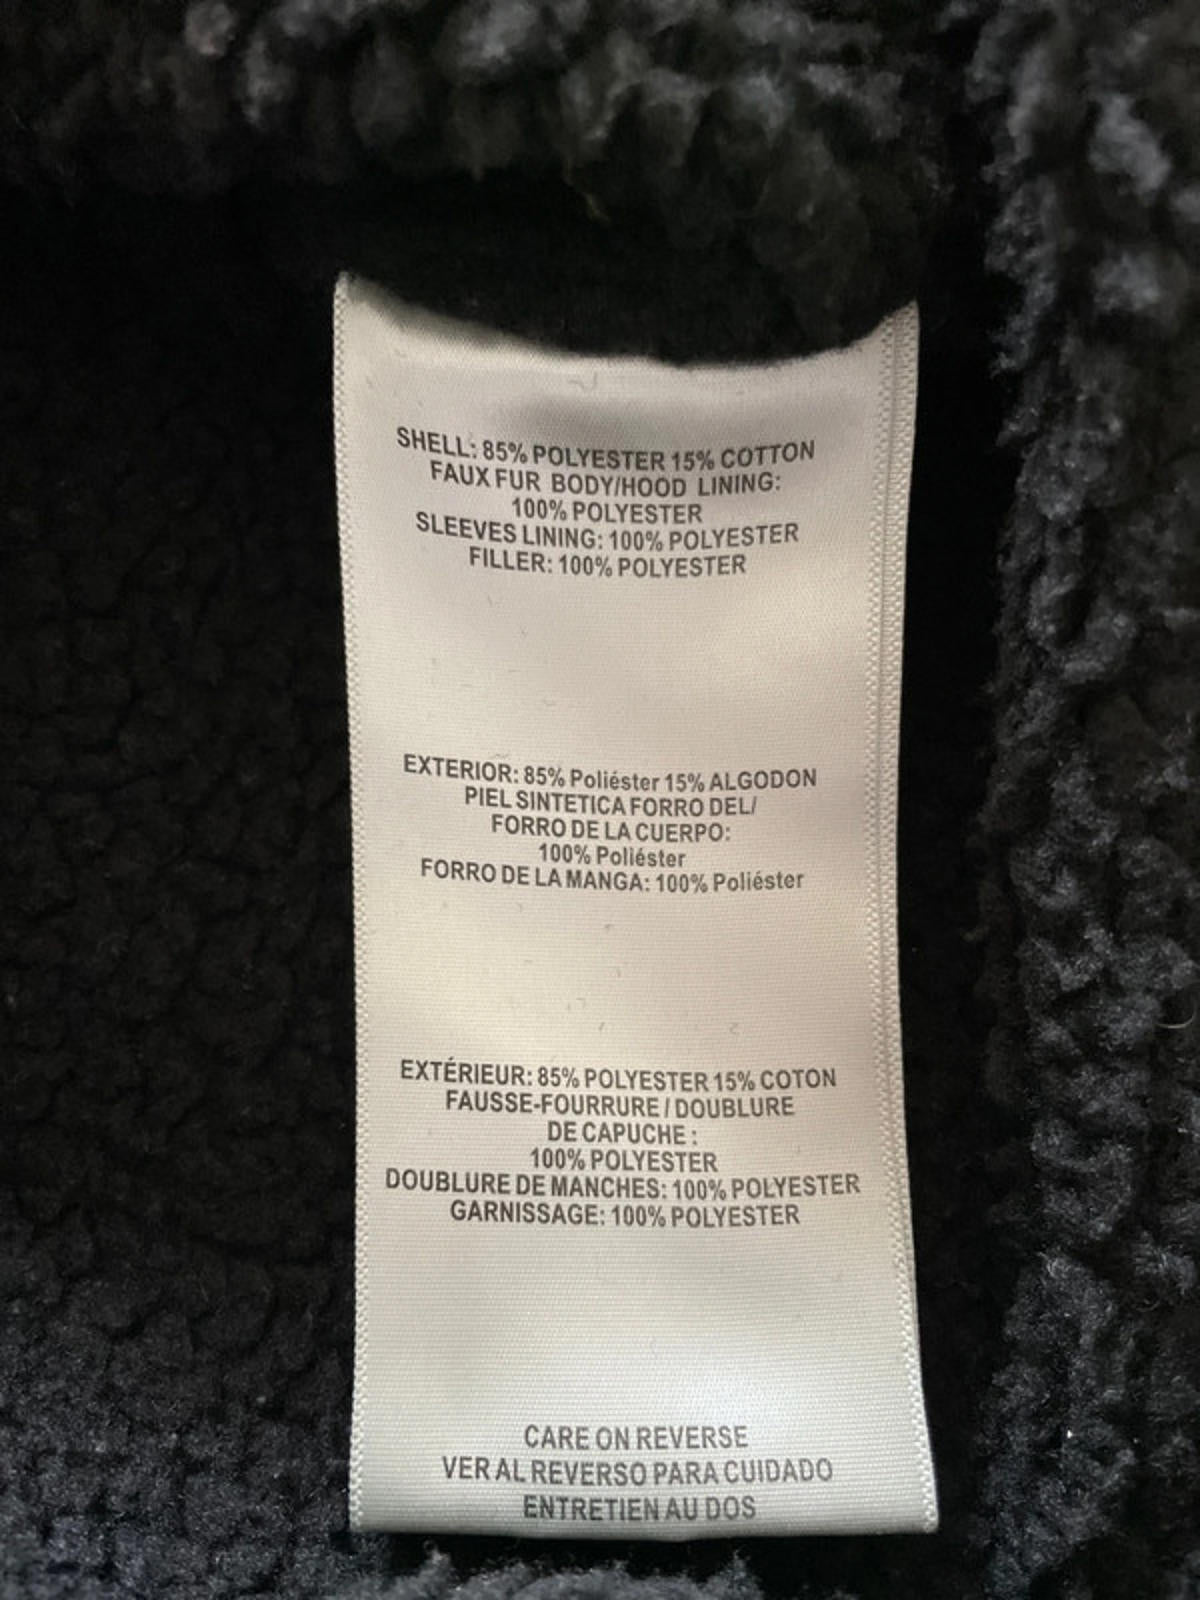 SHELL: 85% POLYESTER 15% COTTON
FAUX FUR BODY/HOOD LINING:
100% POLYESTER
SLEEVES LINING: 100% POLYESTER
FILLER: 100% POLYESTER
EXTERIOR: 85% Poliéster 15% ALGODON
PIEL SINTETICA FORRO DEL/
FORRO DE LA CUERPO:
100% Poliéster
FORRO DE LA MANGA: 100% Poliéster
EXTÉRIEUR: 85% POLYESTER 15% COTON
FAUSSE-FOURRURE / DOUBLURE
DE CAPUCHE :
100% POLYESTER
DOUBLURE DE MANCHES: 100% POLYESTER
GARNISSAGE: 100% POLYESTER
CARE ON REVERSE
VER AL REVERSO PARA CUIDADO
ENTRETIEN AU DOS